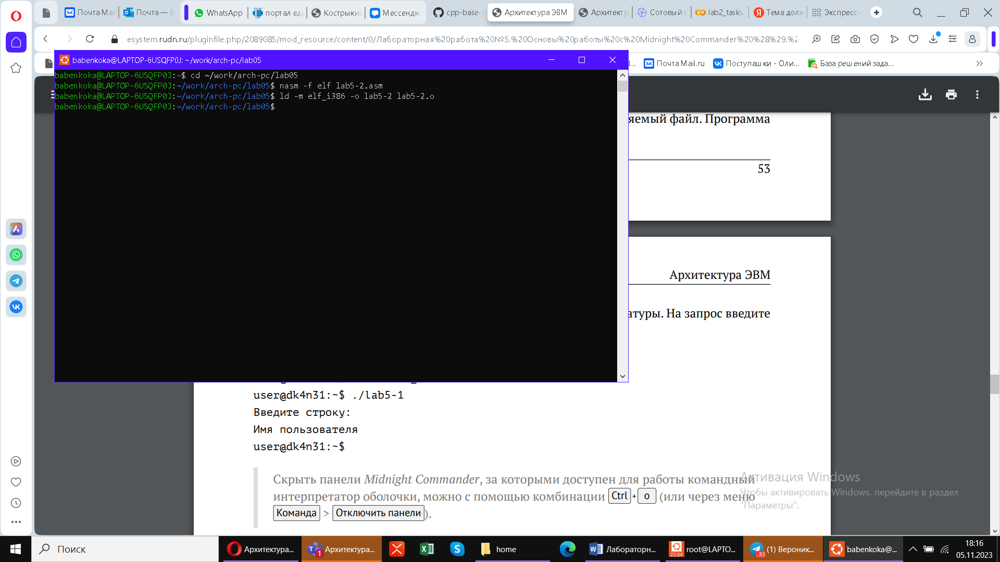 Почта Ma
Почта —
WhatsApp
портал еди
Кострыкин
Мессендж
cpp-base-c
Архитектура ЭВМ
Архитекту
Сотовый с
lab2_tasks.
Тема долж
Экспресс-
esystem.rudn.ru/pluginfile.php/2089085/mod_resource/content/0/Лабораторная%20работа%20№5.%20Основы%20работы%20с%20Midnight%20Commander%20%28%29.%2
d...
Почта Mail.ru
Поступашки - Оли...
База решений зада...
babenkoka@LAPTOP-6USQFP0J: ~/work/arch-pc/lab05
babenkoka@LAPTOP-6USQFP0J:~$ cd ~/work/arch-pc/lab05
babenkoka@LAPTOP-6USQFP0J:~/work/arch-pc/lab05$ nasm -f elf lab5-2.asm
babenkoka@LAPTOP-6USQFP0J:~/work/arch-pc/lab05$ ld -m elf_i386 -o lab5-2 lab5-2.o
babenkoka@LAPTOP-6USQFP0J:~/work/arch-pc/lab05$
яемый файл. Программа
53
Архитектура ЭВМ
атуры. На запрос введите
user@dk4n31:~$ ./lab5-1
Введите строку:
Имя пользователя
user@dk4n31:~$
Скрыть панели Midnight Commander, за которыми доступен для работы командный
интерпретатор оболочки, можно с помощью комбинации Ctrl + o (или через меню
Команда > Отключить панели).
Активация Windows
Чтобы активировать Windows, перейдите в раздел
"Параметры".
Поиск
Архитектура...
1
Архитектура...
home
Лабораторн...
22.04
root@LAPTO...
..83
(1) Вероник...
babenkoka@...
18:16
05.11.2023